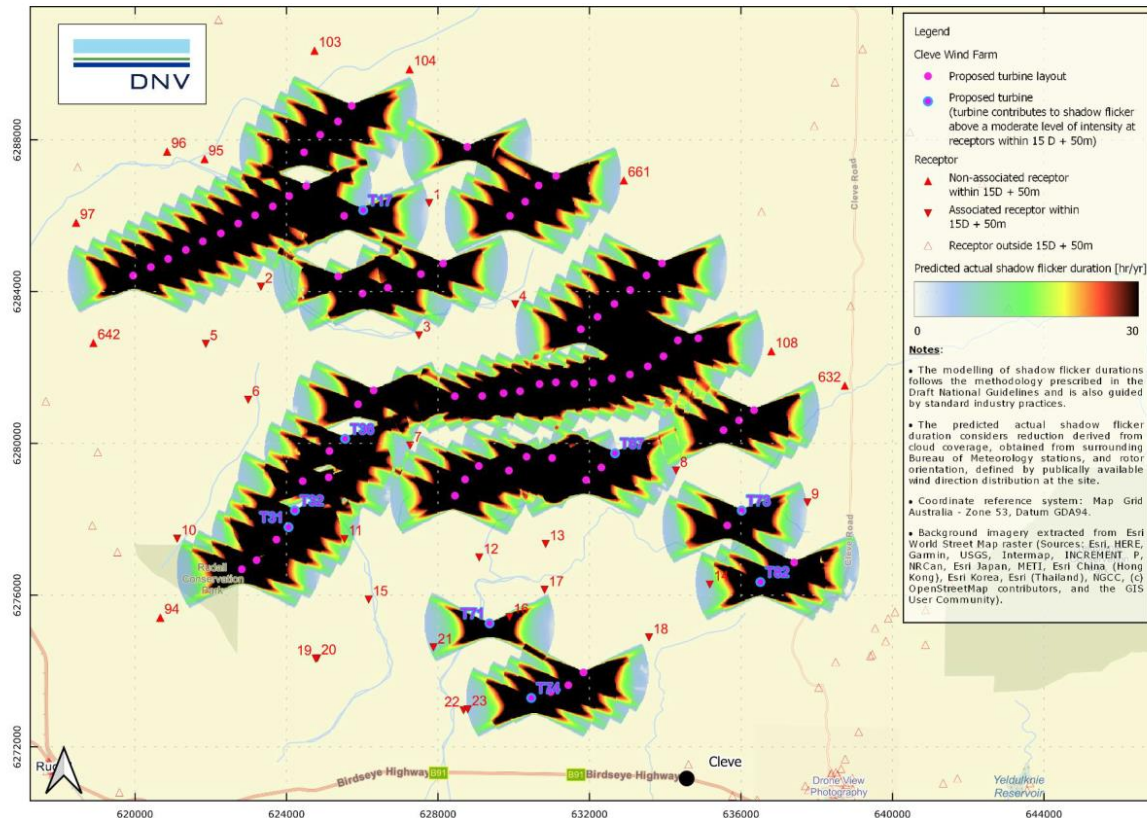 DNV
103
104
96
95
97
1
661
T17
2
4
3
642
5
108
6
632
7
T36
T67
8
T32
T31
T73
9
10
11
13
12
14
T82
Conservation
94
15
17
T71
16
21
18
19
20
T74
22
23
Cleve Road
Cleve Road
Birdseye Highway
B91
B91
Birdseye Highway
Cleve
Drone View
Photography
Yeldulknie
Reservoir
6288000
6284000
6280000
6276000
6272000
620000
624000
628000
632000
636000
640000
644000
Legend
Cleve Wind Farm
Proposed turbine layout
Proposed turbine
(turbine contributes to shadow flicker
above a moderate level of intensity at
receptors within 15 D + 50m)
Receptor
Non-associated receptor
within 15D + 50m
Associated receptor within
15D + 50m
Receptor outside 15D + 50m
Predicted actual shadow flicker duration [hr/yr]
0
30
Notes:
• The modelling of shadow flicker durations
follows the methodology prescribed in the
Draft National Guidelines and is also guided
by standard industry practices.
• The predicted actual shadow flicker
duration considers reduction derived from
cloud coverage, obtained from surrounding
Bureau of Meteorology stations, and rotor
orientation, defined by publically available
wind direction distribution at the site.
• Coordinate reference system: Map Grid
Australia - Zone 53, Datum GDA94.
• Background imagery extracted from Esri
World Street Map raster (Sources: Esri, HERE,
Garmin, USGS, Intermap, INCREMENT P,
NRCan, Esri Japan, METI, Esri China (Hong
Kong), Esri Korea, Esri (Thailand), NGCC, (c)
OpenStreetMap contributors, and the GIS
User Community).